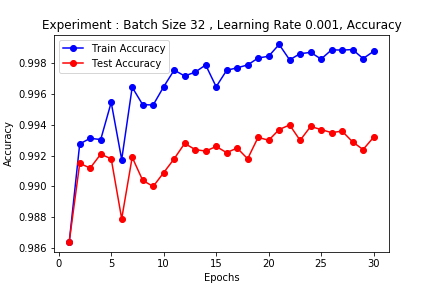 Experiment : Batch Size 32 , Learning Rate 0.001, Accuracy
Train Accuracy
Test Accuracy
0.998
0.996
0.994
0.992
0.990
0.988
0.986
Accuracy
0 5 10 15 20 25 30
Epochs